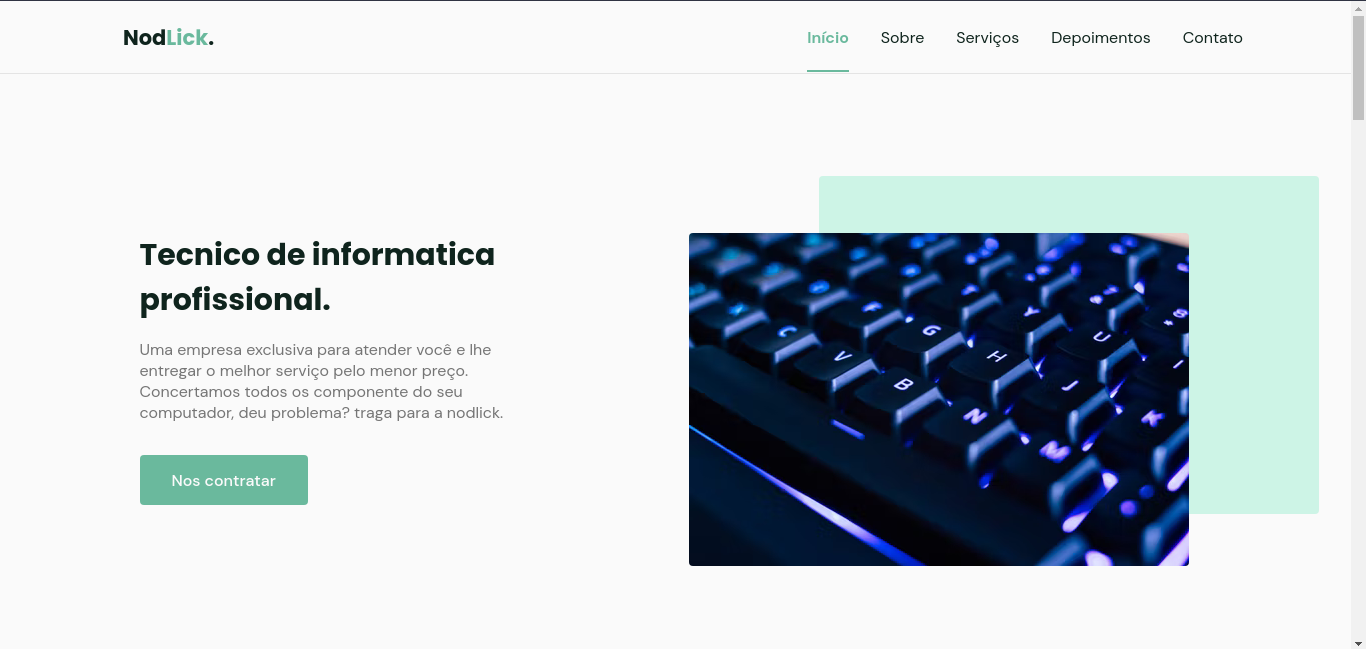 NodLick.
Início Sobre Serviços Depoimentos Contato
Tecnico de informatica
profissional.
Uma empresa exclusiva para atender você e lhe
entregar o melhor serviço pelo menor preço.
Concertamos todos os componente do seu
computador, deu problema? traga para a nodlick.
Nos contratar
X C F G Y U
V H I
B J
N K
M